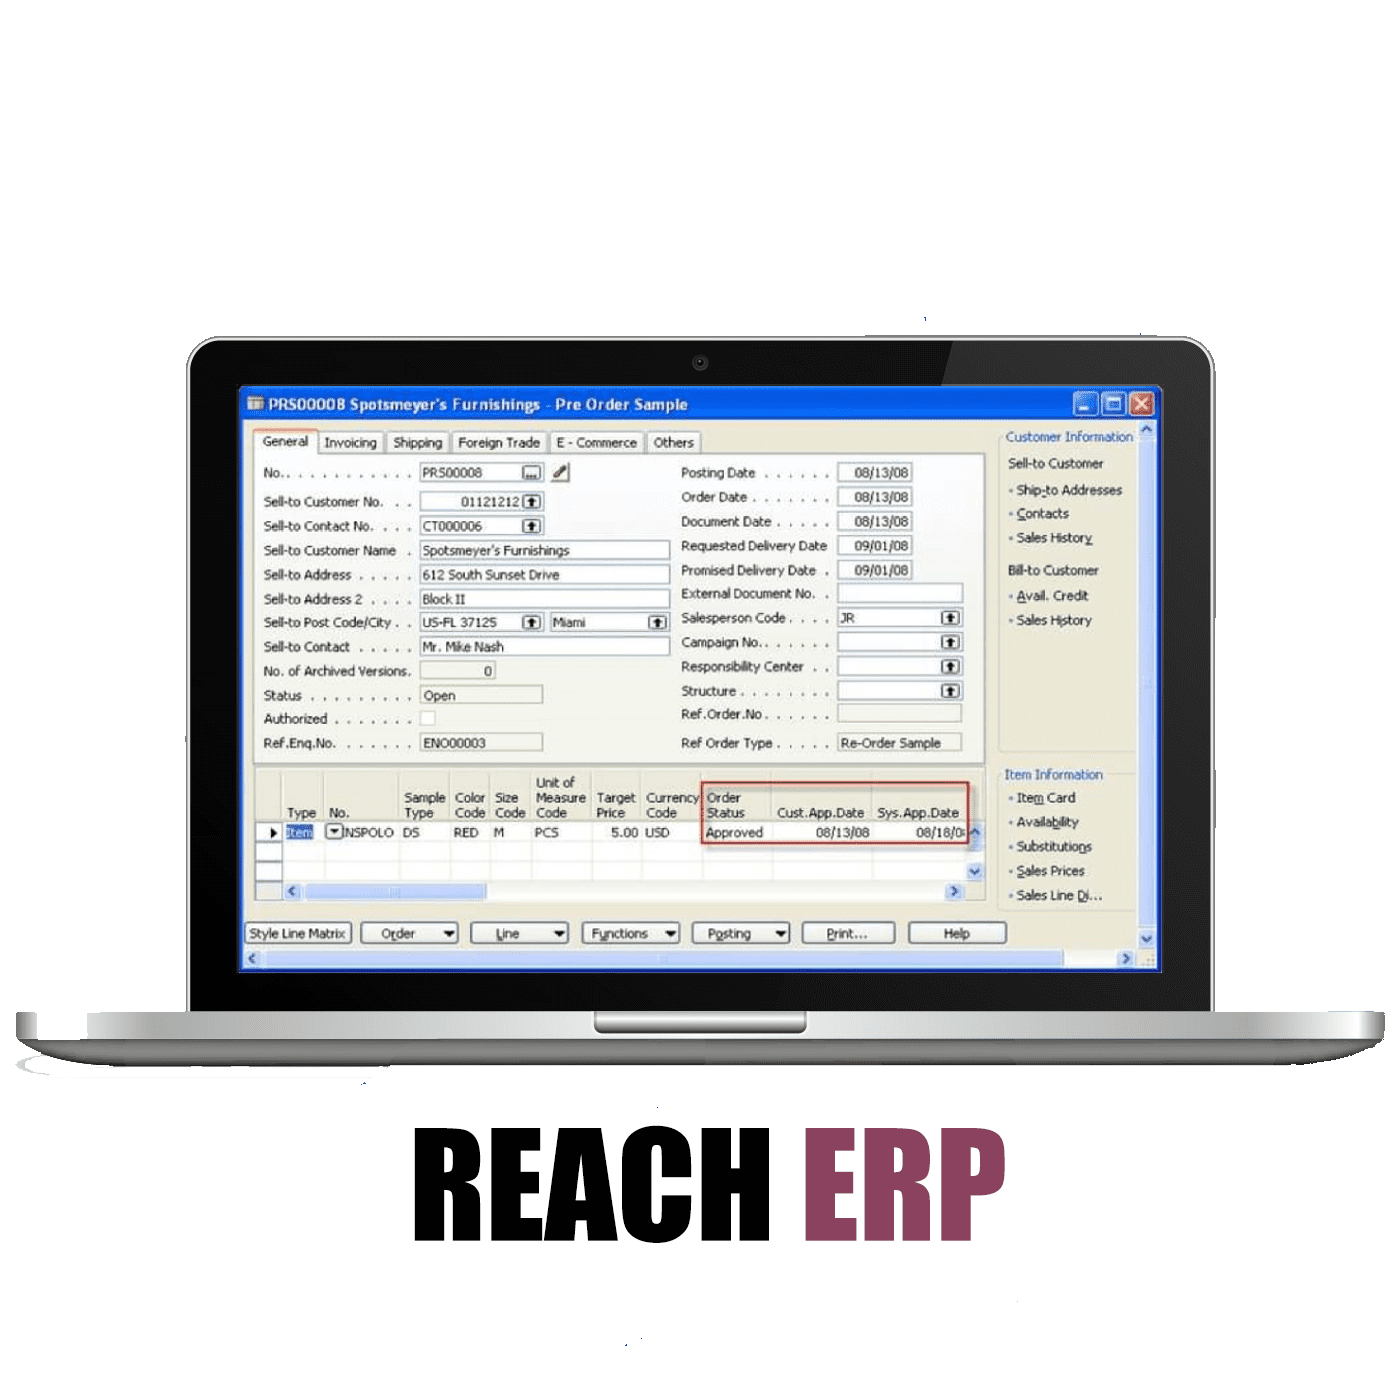 PRS00008 Spotsmeyer's Furnishings - Pre Order Sample
General Invoicing Shipping Foreign Trade E - Commerce Others
No. . . . . . . . . . . . PRS00008 ...
Sell-to Customer No. . . 01121212
Sell-to Contact No. . . . . CT000006
Sell-to Customer Name . Spotsmeyer's Furnishings
Sell-to Address . . . . . 612 South Sunset Drive
Sell-to Address 2 . . . . Block II
Sell-to Post Code/City . . US-FL 37125 Miami
Sell-to Contact . . . . . Mr. Mike Nash
No. of Archived Versions. 0
Status . . . . . . . . . Open
Authorized . . . . . . .
Ref.Enq.No. . . . . . . ENO00003
Posting Date . . . . . . 08/13/08
Order Date . . . . . . . 08/13/08
Document Date . . . . . 08/13/08
Requested Delivery Date 09/01/08
Promised Delivery Date . 09/01/08
External Document No. .
Salesperson Code . . . . JR
Campaign No. . . . . . .
Responsibility Center . .
Structure . . . . . . . .
Ref.Order.No . . . . . .
Ref Order Type . . . . . Re-Order Sample
Type No. Sample Type Color Code Size Code Unit of Measure Code Target Price Currency Code Order Status Cust.App.Date Sys.App.Date
Item NSPOLO DS RED M PCS 5.00 USD Approved 08/13/08 08/18/0
Style Line Matrix Order Line Functions Posting Print... Help
Customer Information
Sell-to Customer
Ship-to Addresses
Contacts
Sales History
Bill-to Customer
Avail. Credit
Sales History
Item Information
Item Card
Availability
Substitutions
Sales Prices
Sales Line Di...
REACH ERP